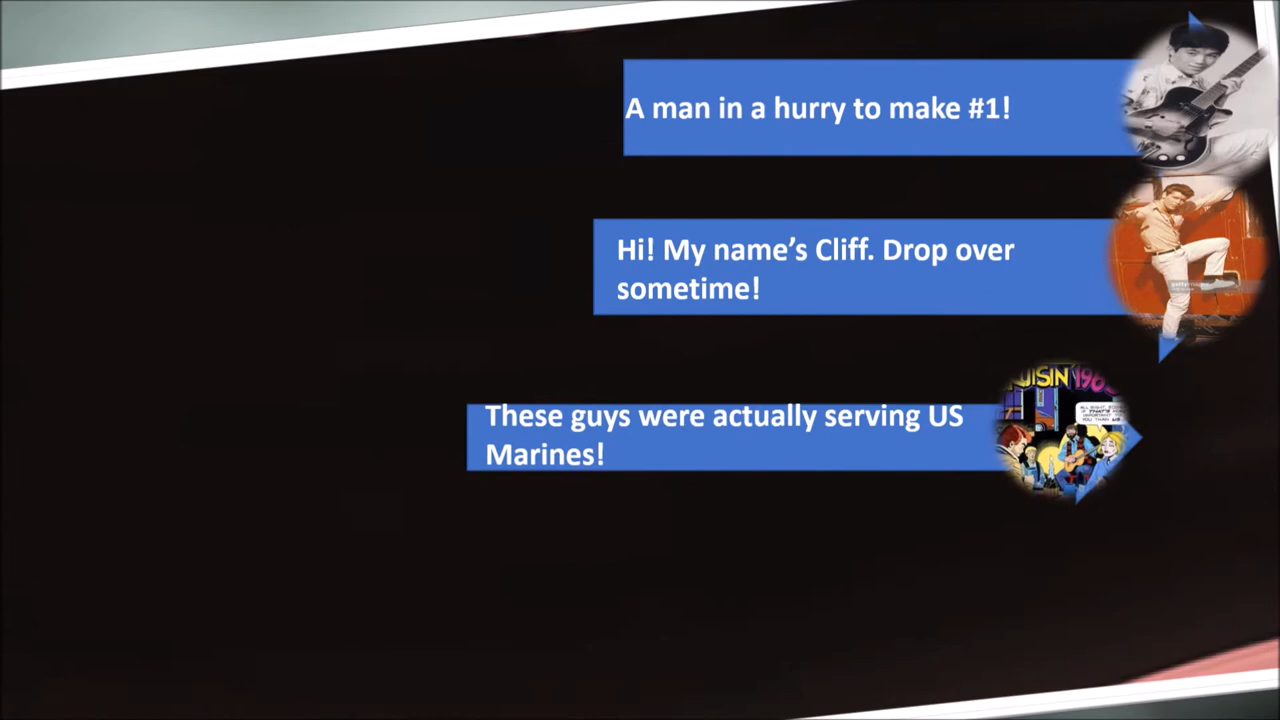 A man in a hurry to make #1!
Hi! My name’s Cliff. Drop over
sometime!
These guys were actually serving US
Marines!